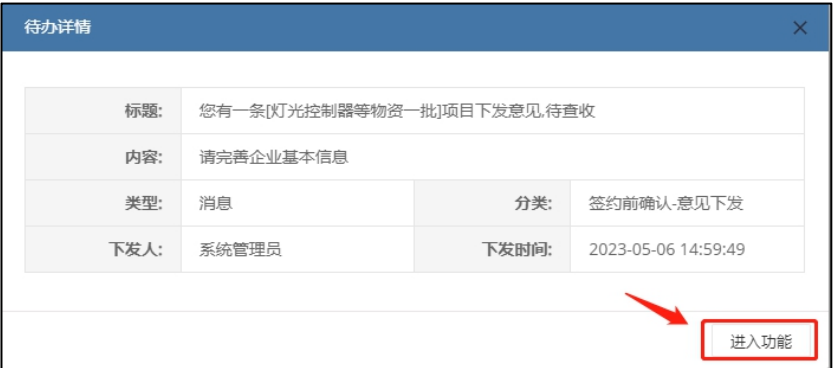 待办详情
标题: 您有一条[灯光控制器等物资一批]项目下发意见,待查收
内容: 请完善企业基本信息
类型: 消息 分类: 签约前确认-意见下发
下发人: 系统管理员 下发时间: 2023-05-06 14:59:49
进入功能